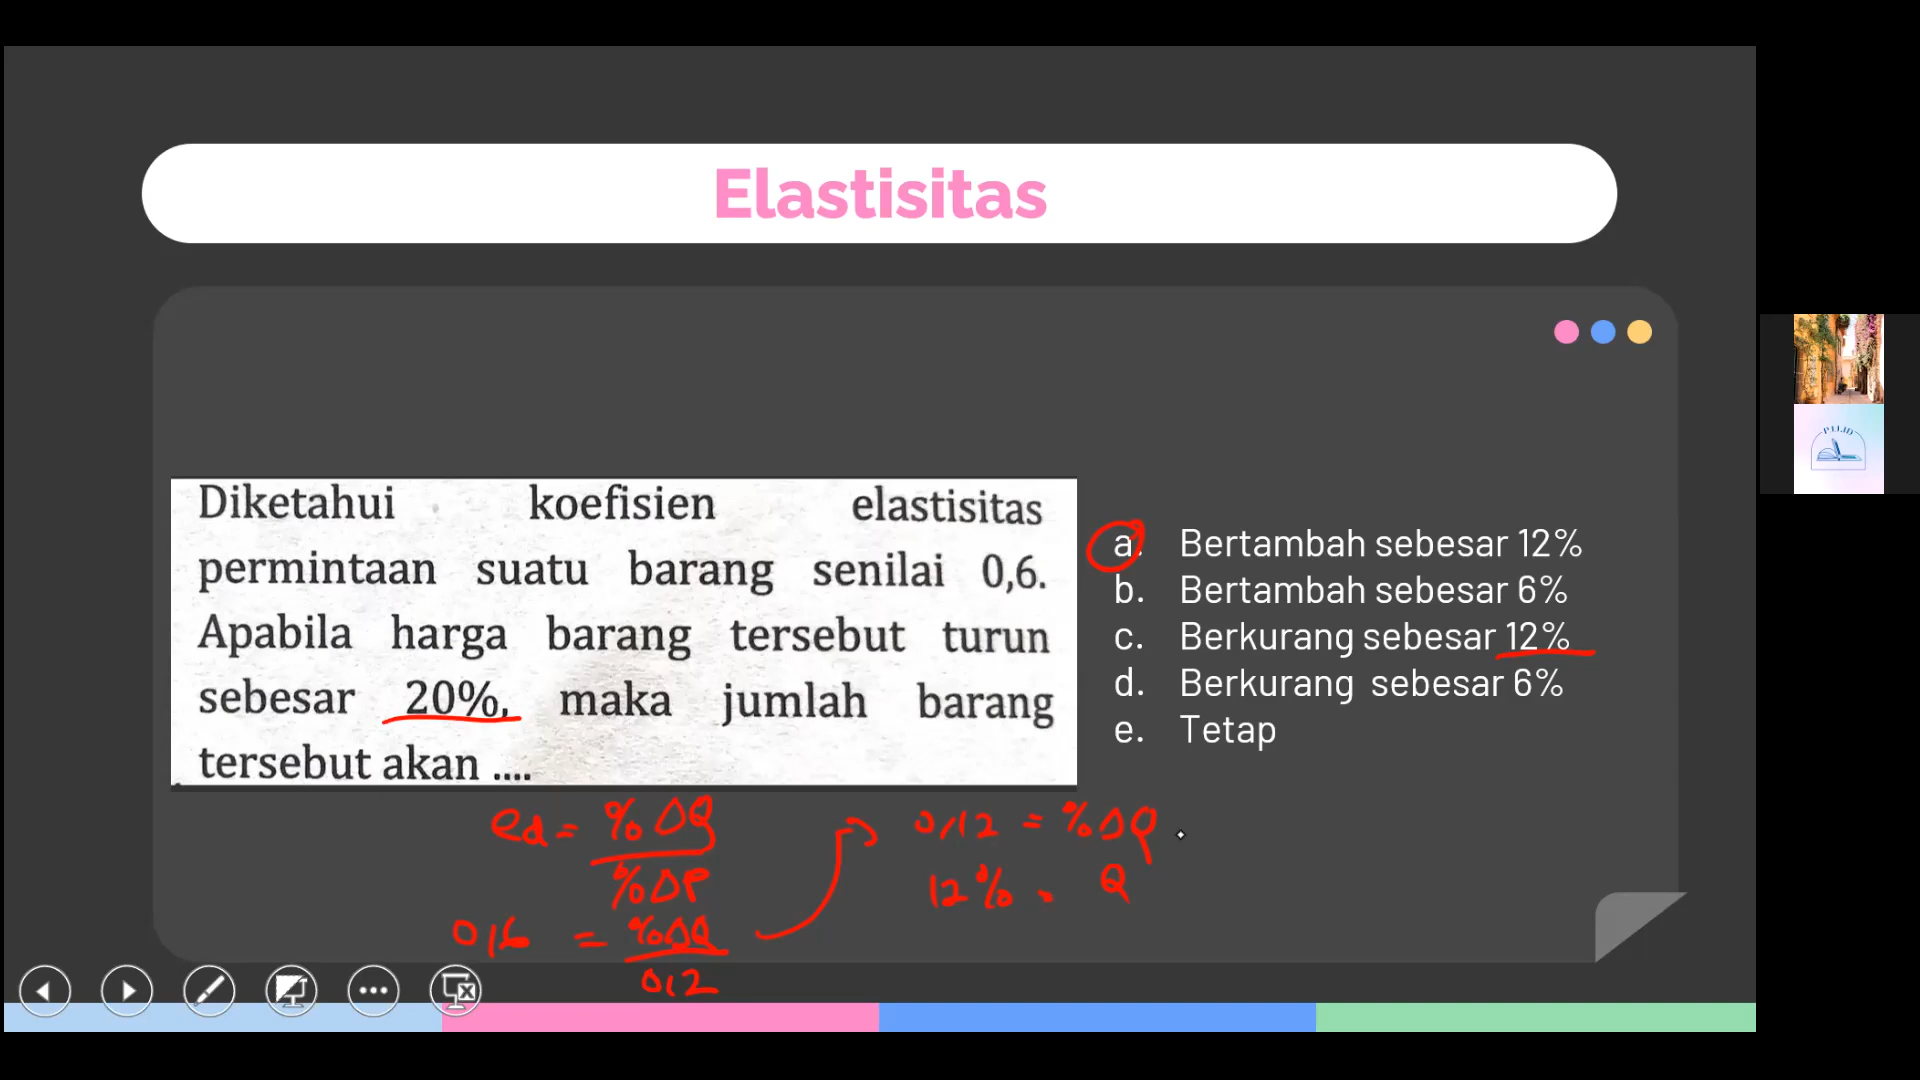 Elastisitas
Diketahui koefisien elastisitas
permintaan suatu barang senilai 0,6.
Apabila harga barang tersebut turun
sebesar 20%, maka jumlah barang
tersebut akan ....
a. Bertambah sebesar 12%
b. Bertambah sebesar 6%
c. Berkurang sebesar 12%
d. Berkurang sebesar 6%
e. Tetap
ed = %ΔQ
%ΔP
0,6 = %ΔQ
0,2
0,12 = %ΔQ
12% = Q
P11.ID